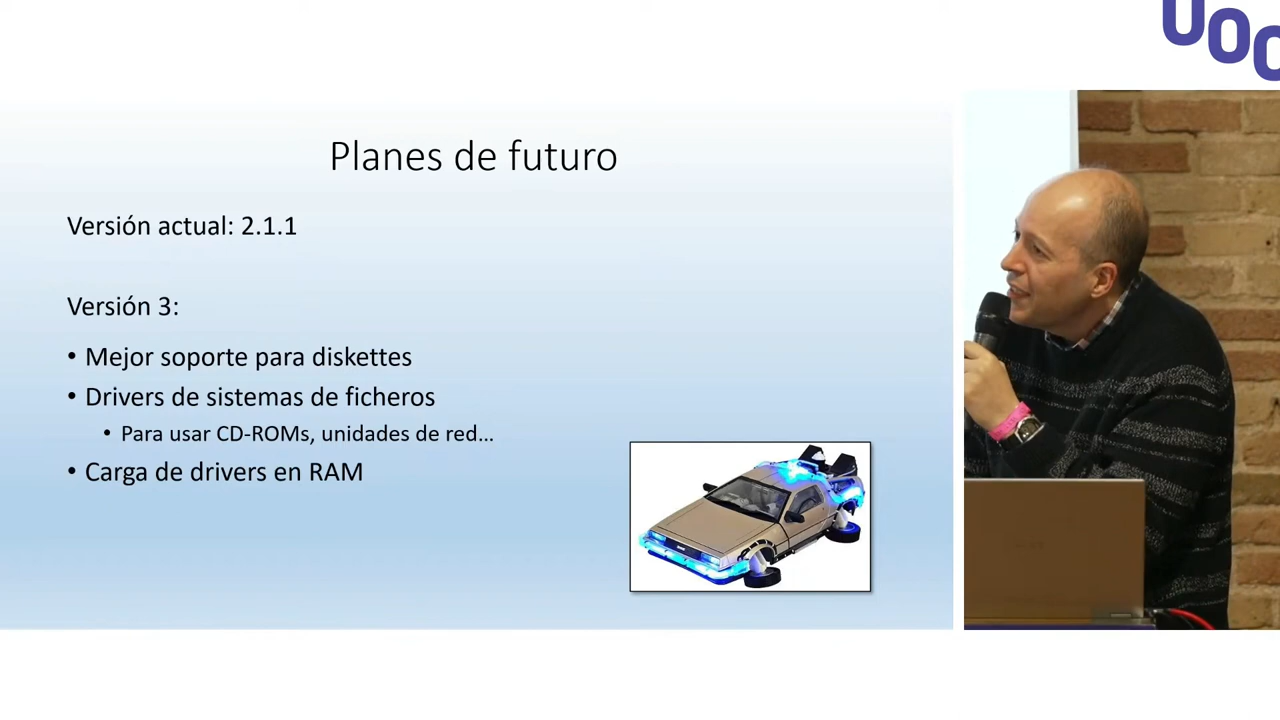 UOC
Planes de futuro
Versión actual: 2.1.1
Versión 3:
• Mejor soporte para diskettes
• Drivers de sistemas de ficheros
• Para usar CD-ROMs, unidades de red...
• Carga de drivers en RAM